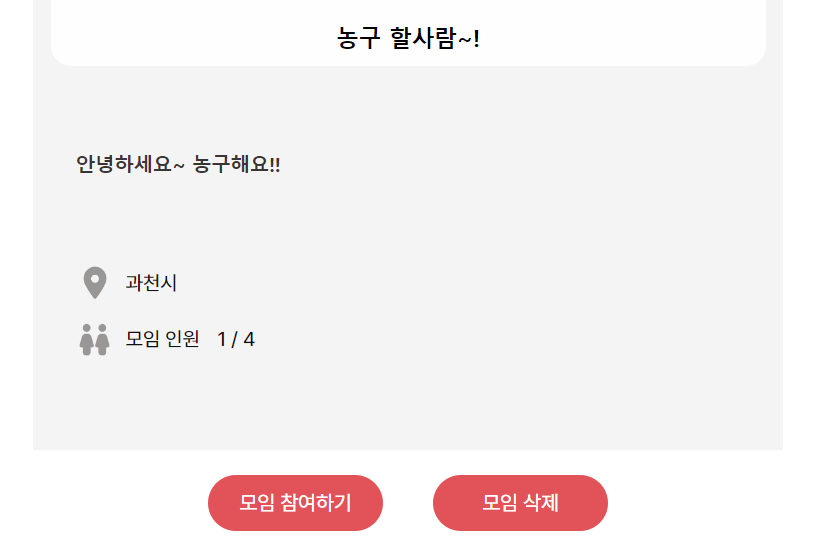 농구 할사람~!
안녕하세요~ 농구해요!!
과천시
모임 인원 1 / 4
모임 참여하기
모임 삭제